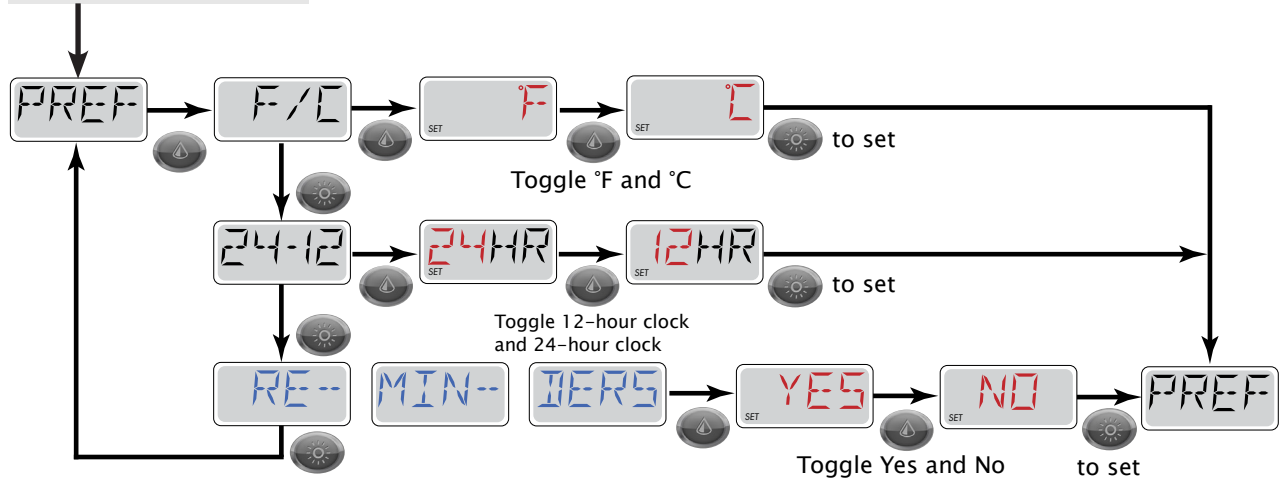 PREF
F/C
SET °F
SET °C
to set
Toggle °F and °C
24-12
SET 24HR
SET 12HR
to set
Toggle 12-hour clock
and 24-hour clock
RE-
MIN-
DERS
SET YES
SET NO
PREF
Toggle Yes and No
to set